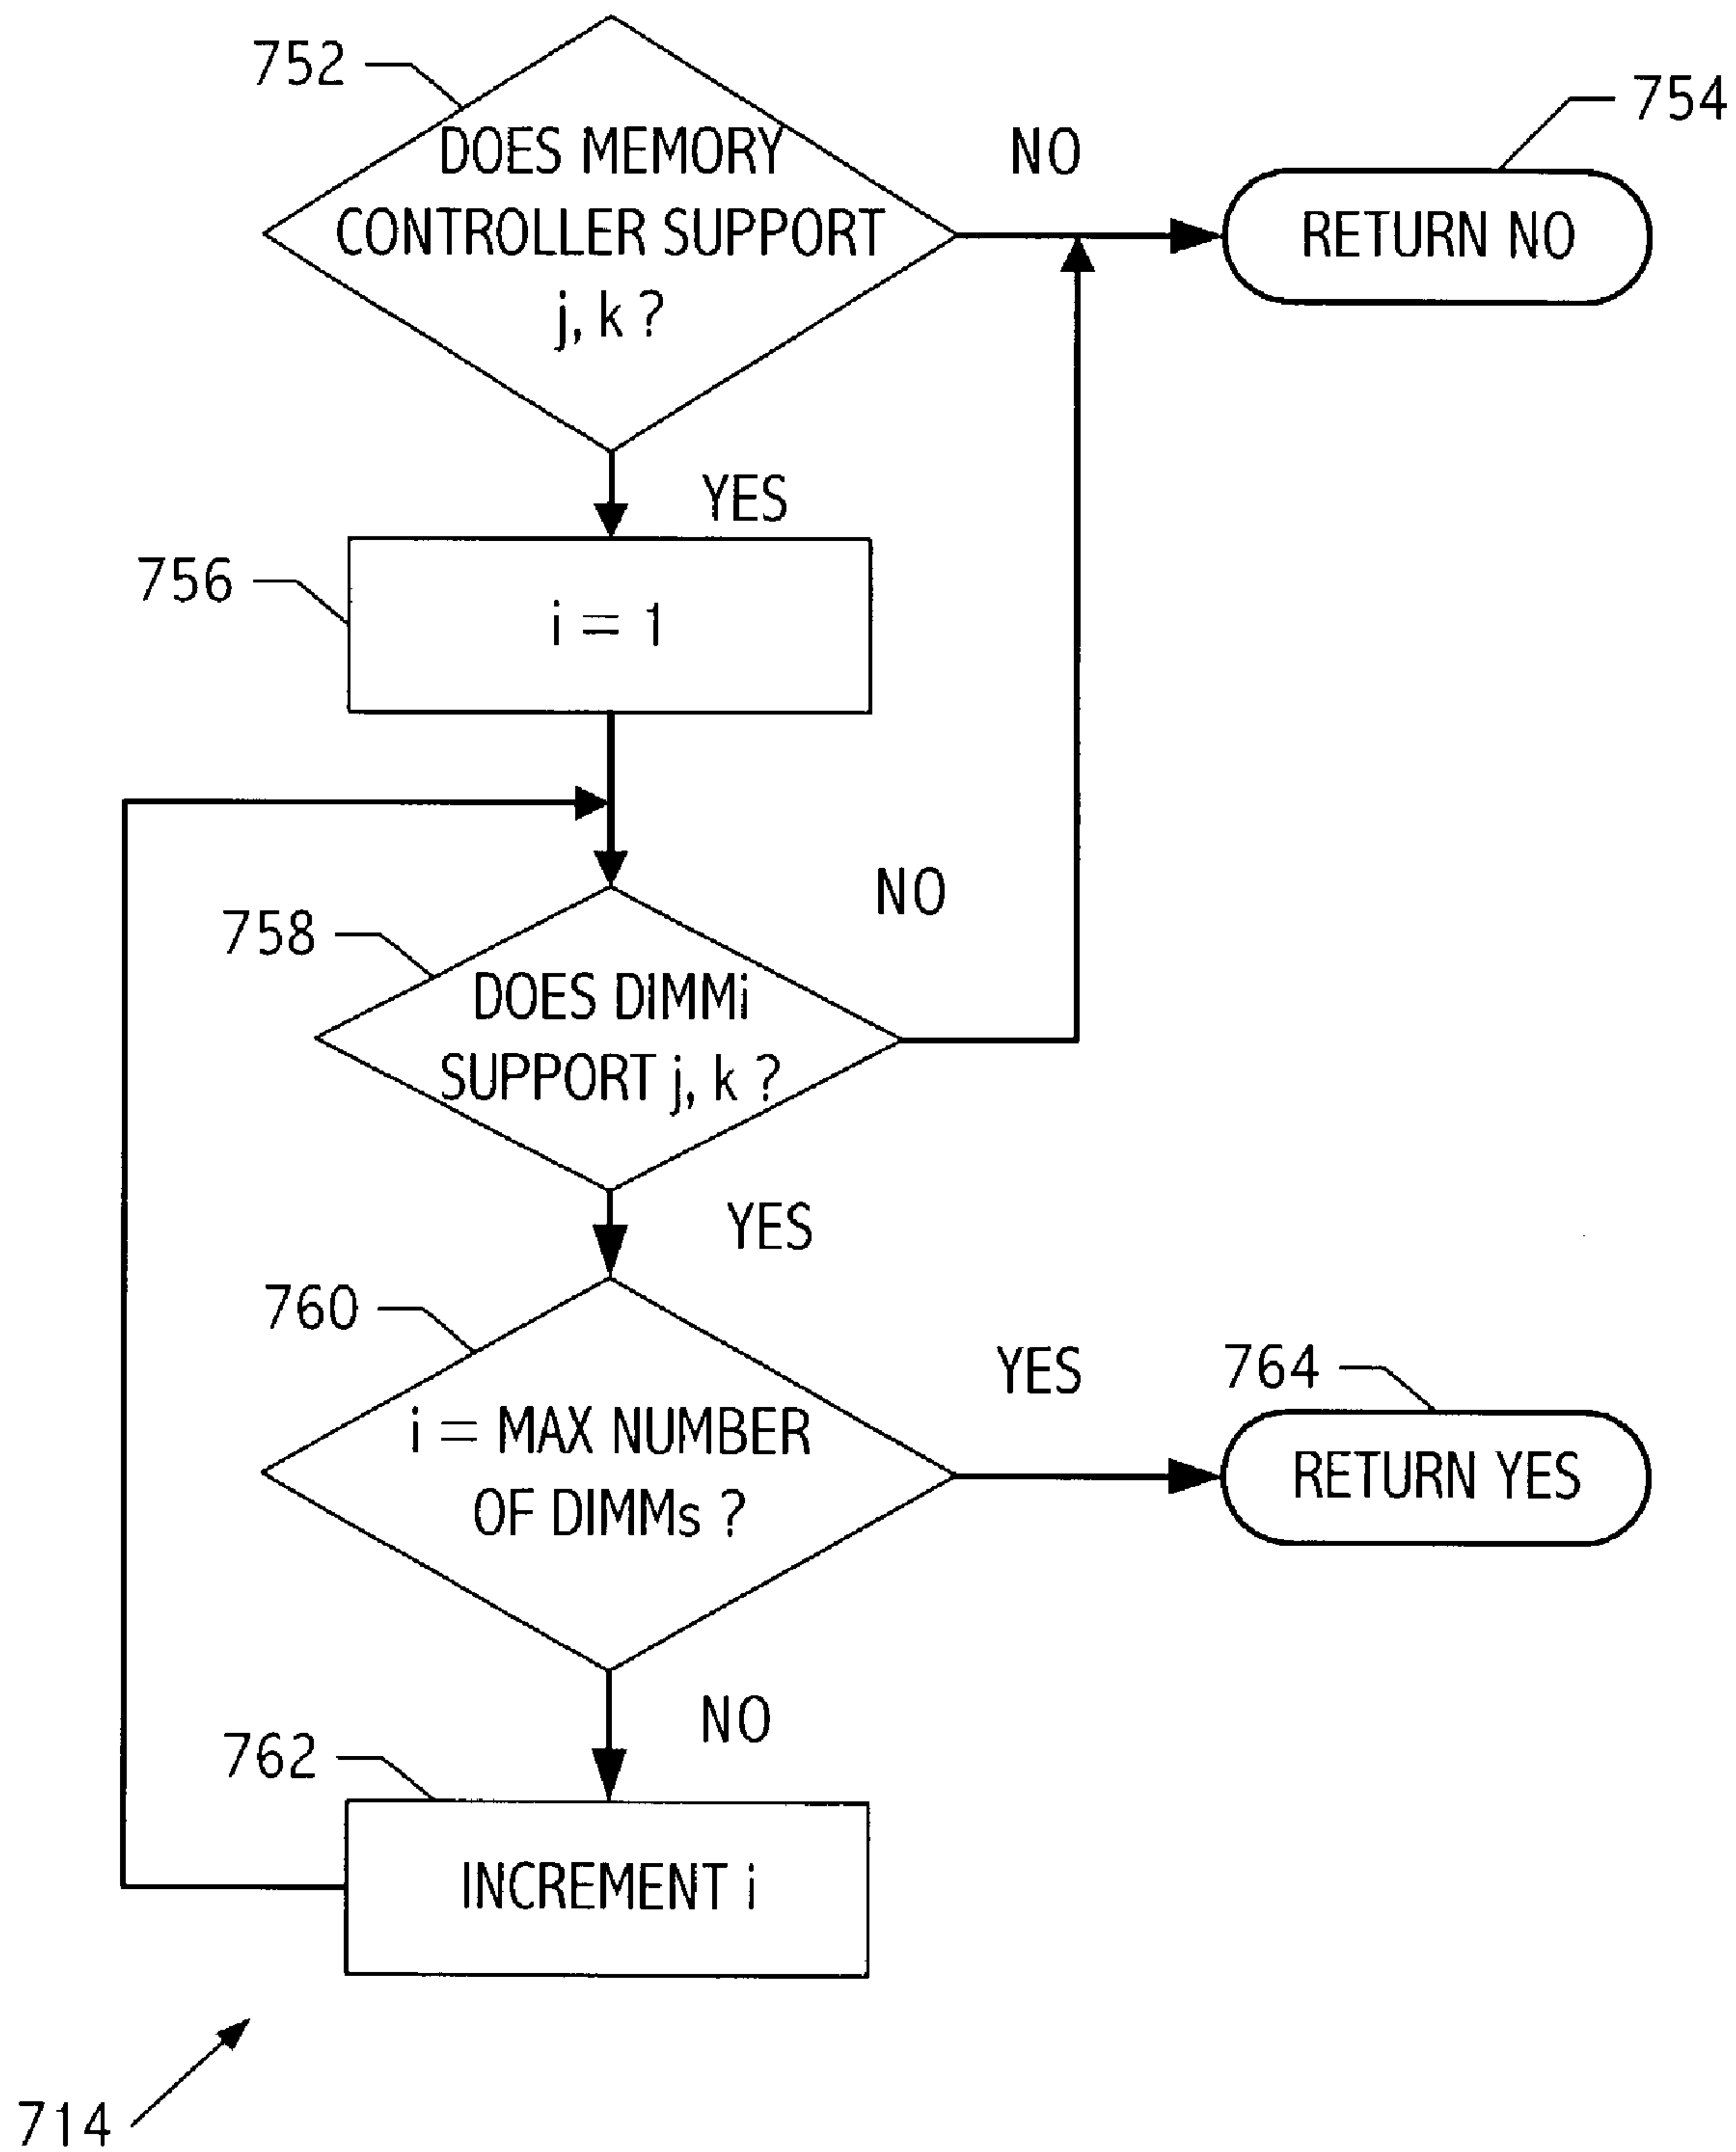 752
754
DOES MEMORY
CONTROLLER SUPPORT
j, k ?
NO
RETURN NO
YES
756
i = 1
NO
758
DOES DIMMi
SUPPORT j, k ?
YES
760
i = MAX NUMBER
OF DIMMs ?
YES
764
RETURN YES
NO
762
INCREMENT i
714